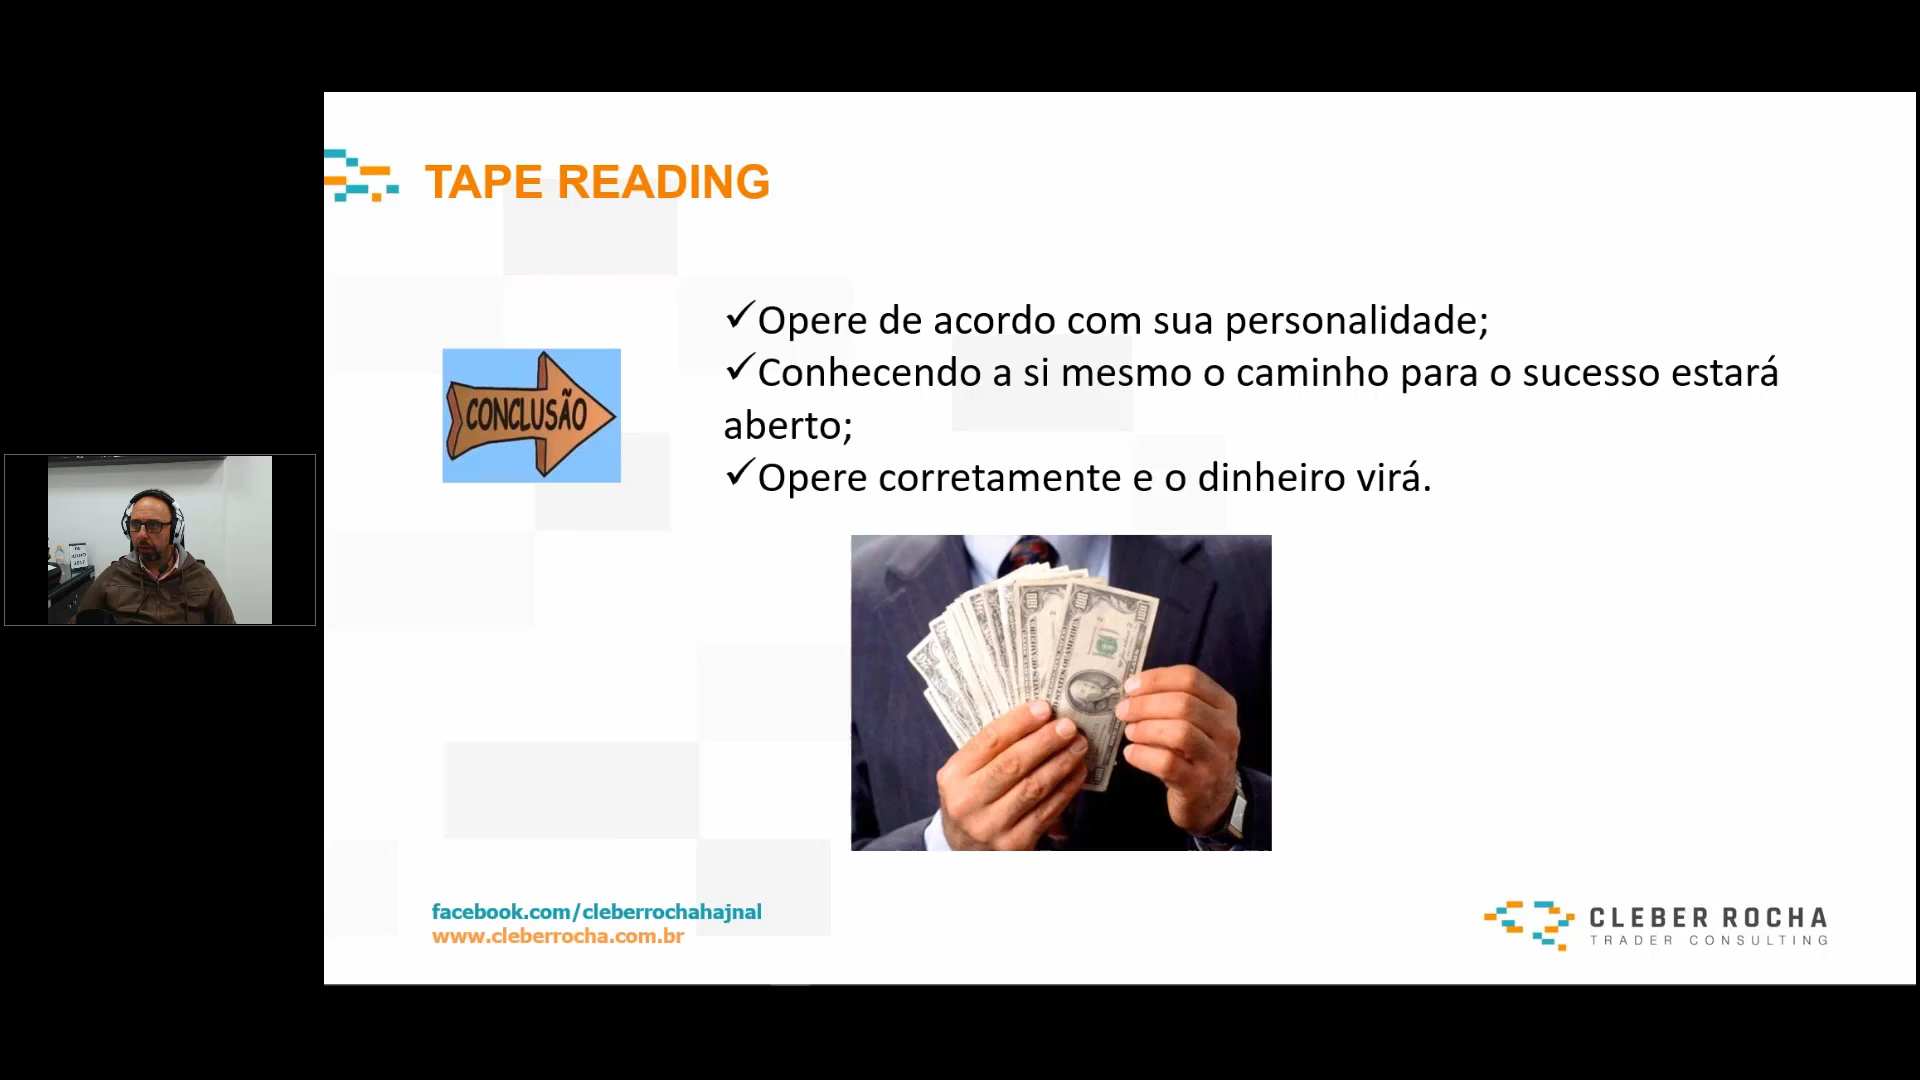 TAPE READING
✓Opere de acordo com sua personalidade;
✓Conhecendo a si mesmo o caminho para o sucesso estará
aberto;
✓Opere corretamente e o dinheiro virá.
CONCLUSÃO
facebook.com/cleberrochahajnal
www.cleberrocha.com.br
CLEBER ROCHA
TRADER CONSULTING